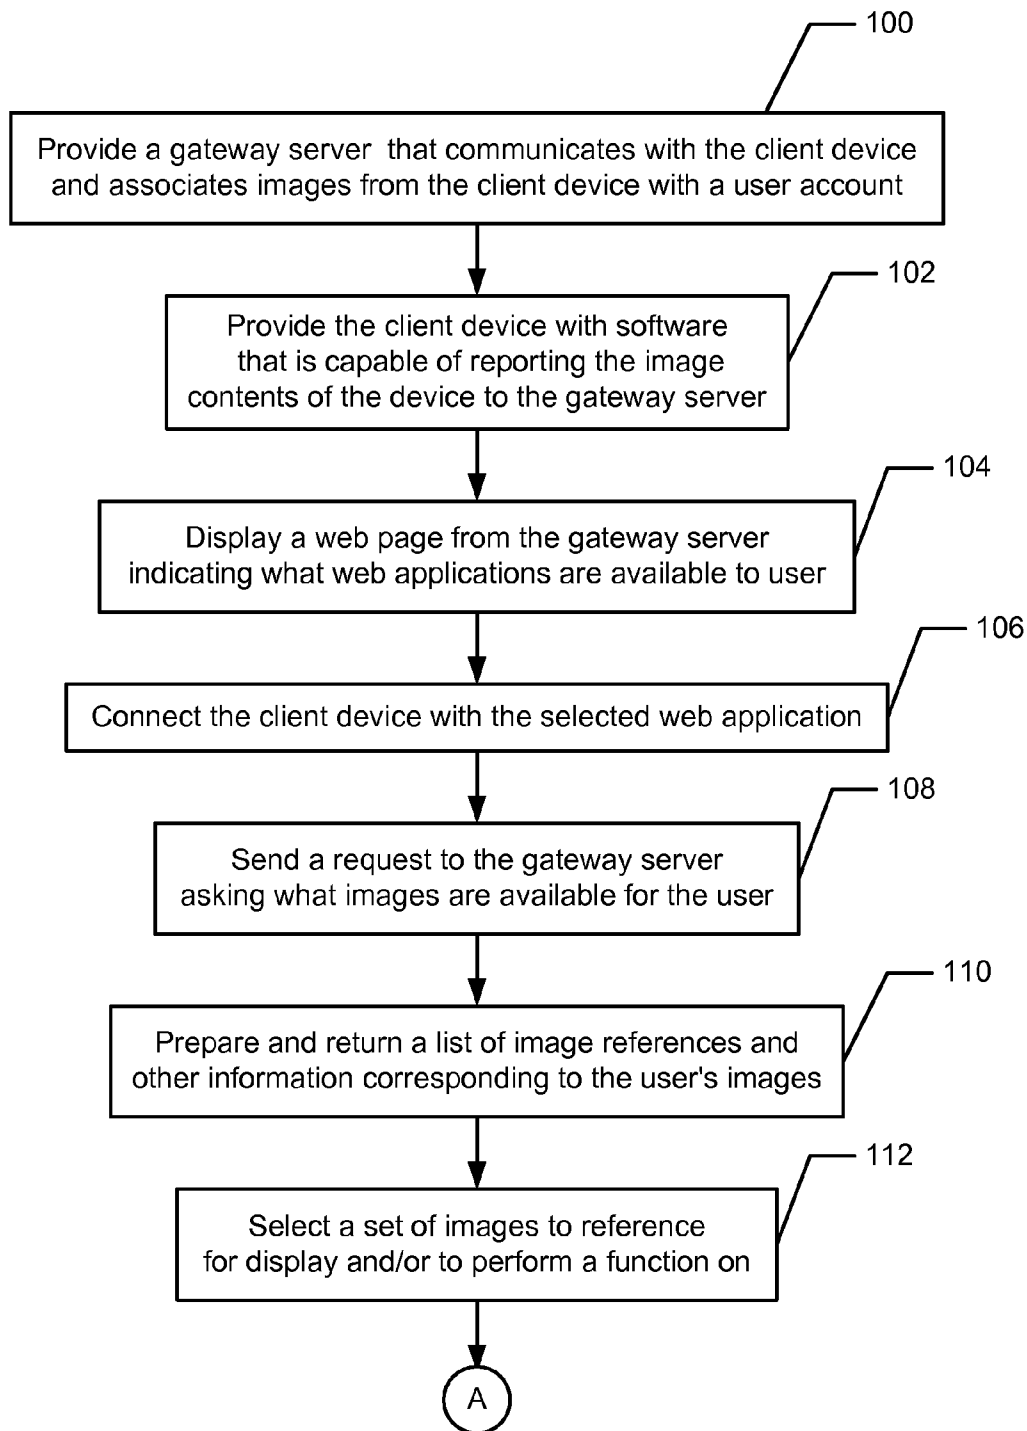 100
Provide a gateway server that communicates with the client device
and associates images from the client device with a user account
102
Provide the client device with software
that is capable of reporting the image
contents of the device to the gateway server
104
Display a web page from the gateway server
indicating what web applications are available to user
106
Connect the client device with the selected web application
108
Send a request to the gateway server
asking what images are available for the user
110
Prepare and return a list of image references and
other information corresponding to the user's images
112
Select a set of images to reference
for display and/or to perform a function on
A